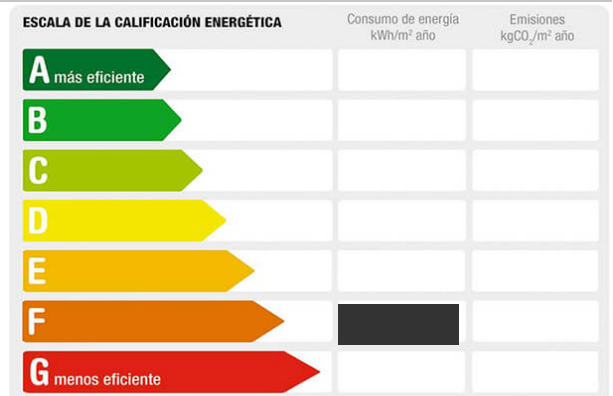 ESCALA DE LA CALIFICACIÓN ENERGÉTICA
Consumo de energía
kWh/m² año
Emisiones
kgCO₂/m² año
A más eficiente
B
C
D
E
F
G menos eficiente